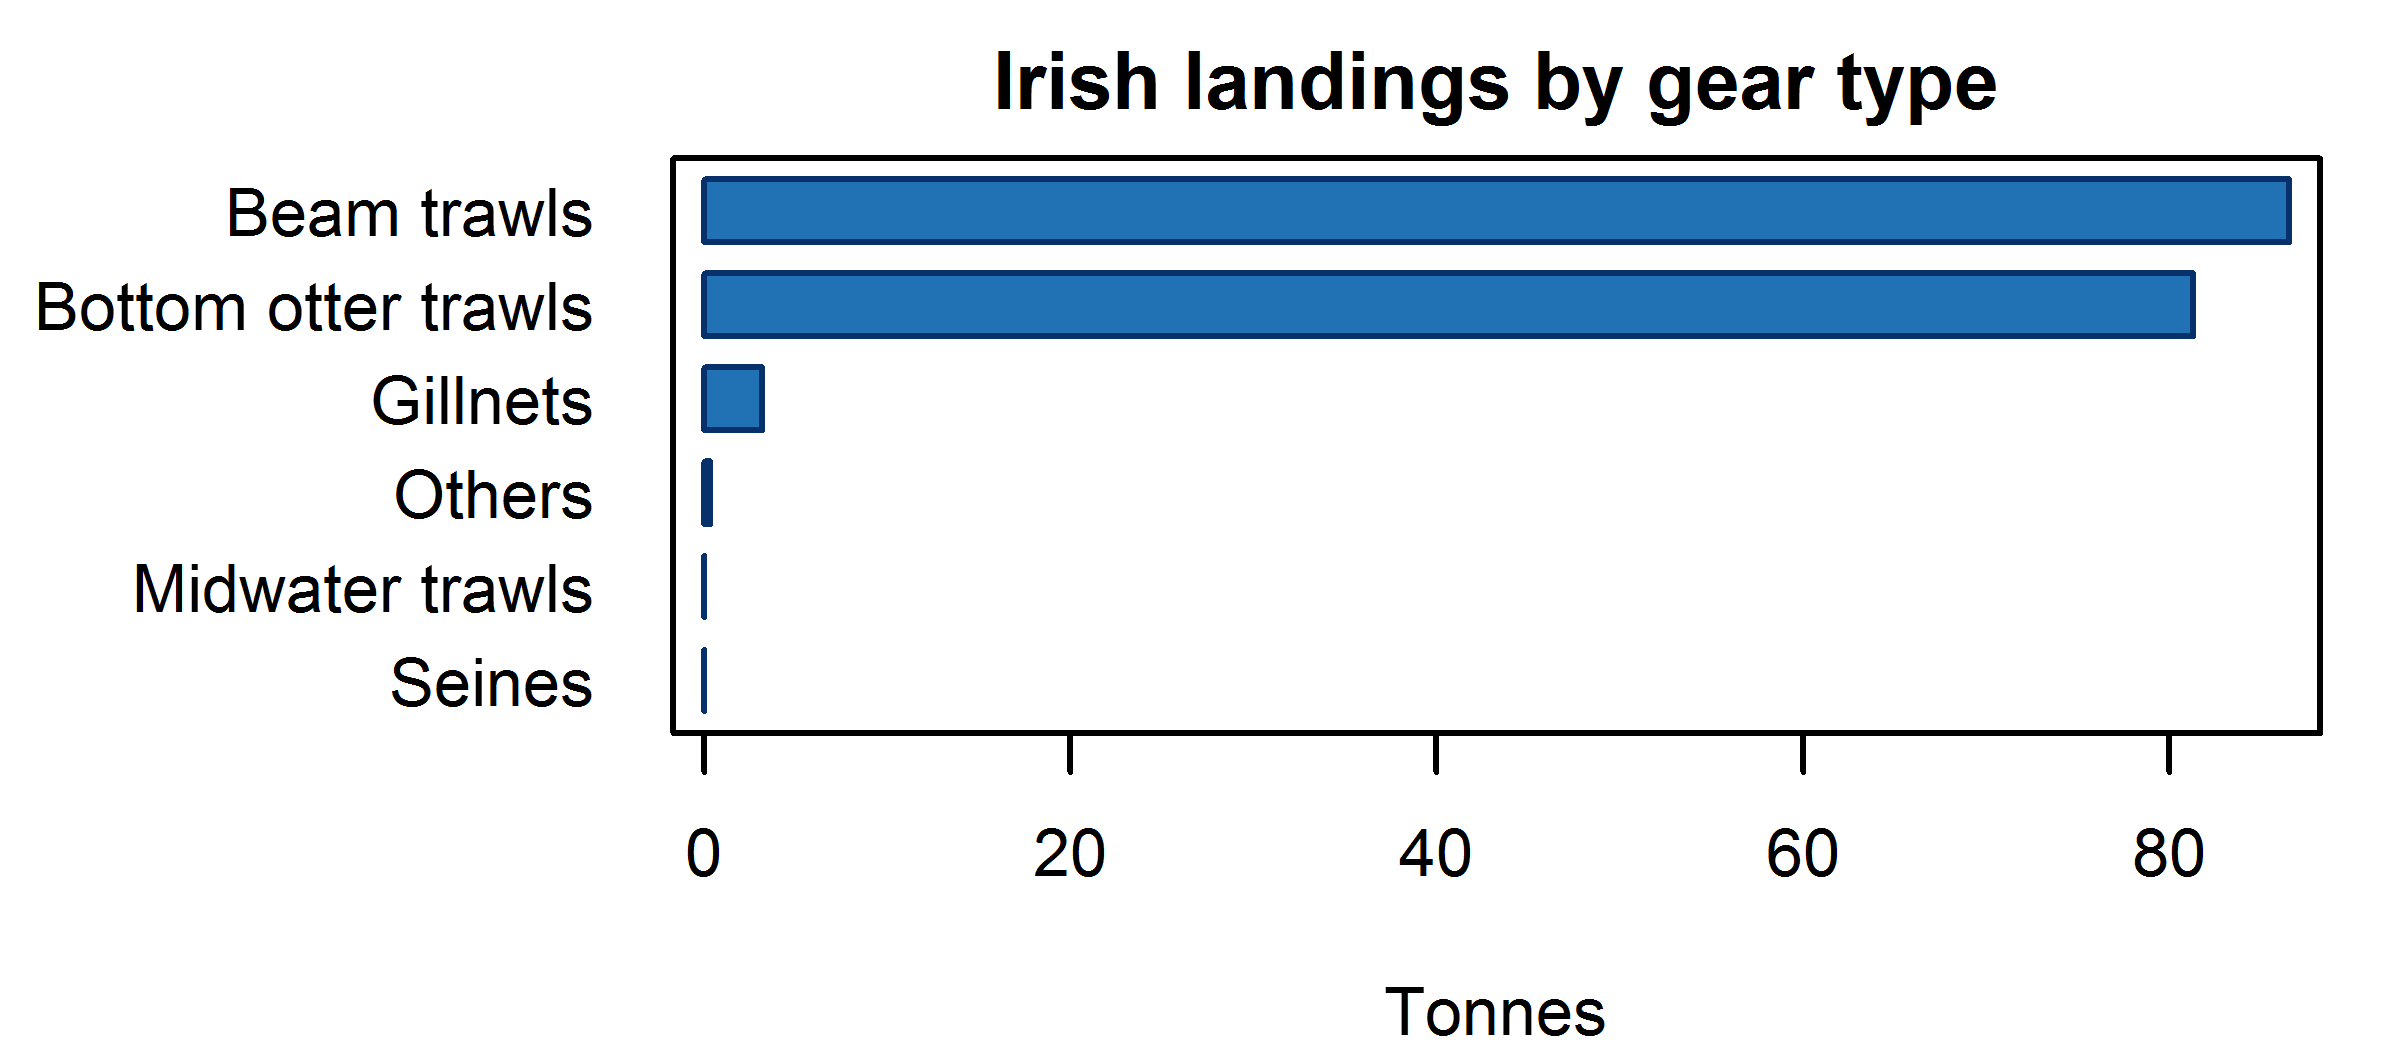 Irish landings by gear type
Beam trawls
Bottom otter trawls
Gillnets
Others
Midwater trawls
Seines
0 20 40 60 80
Tonnes